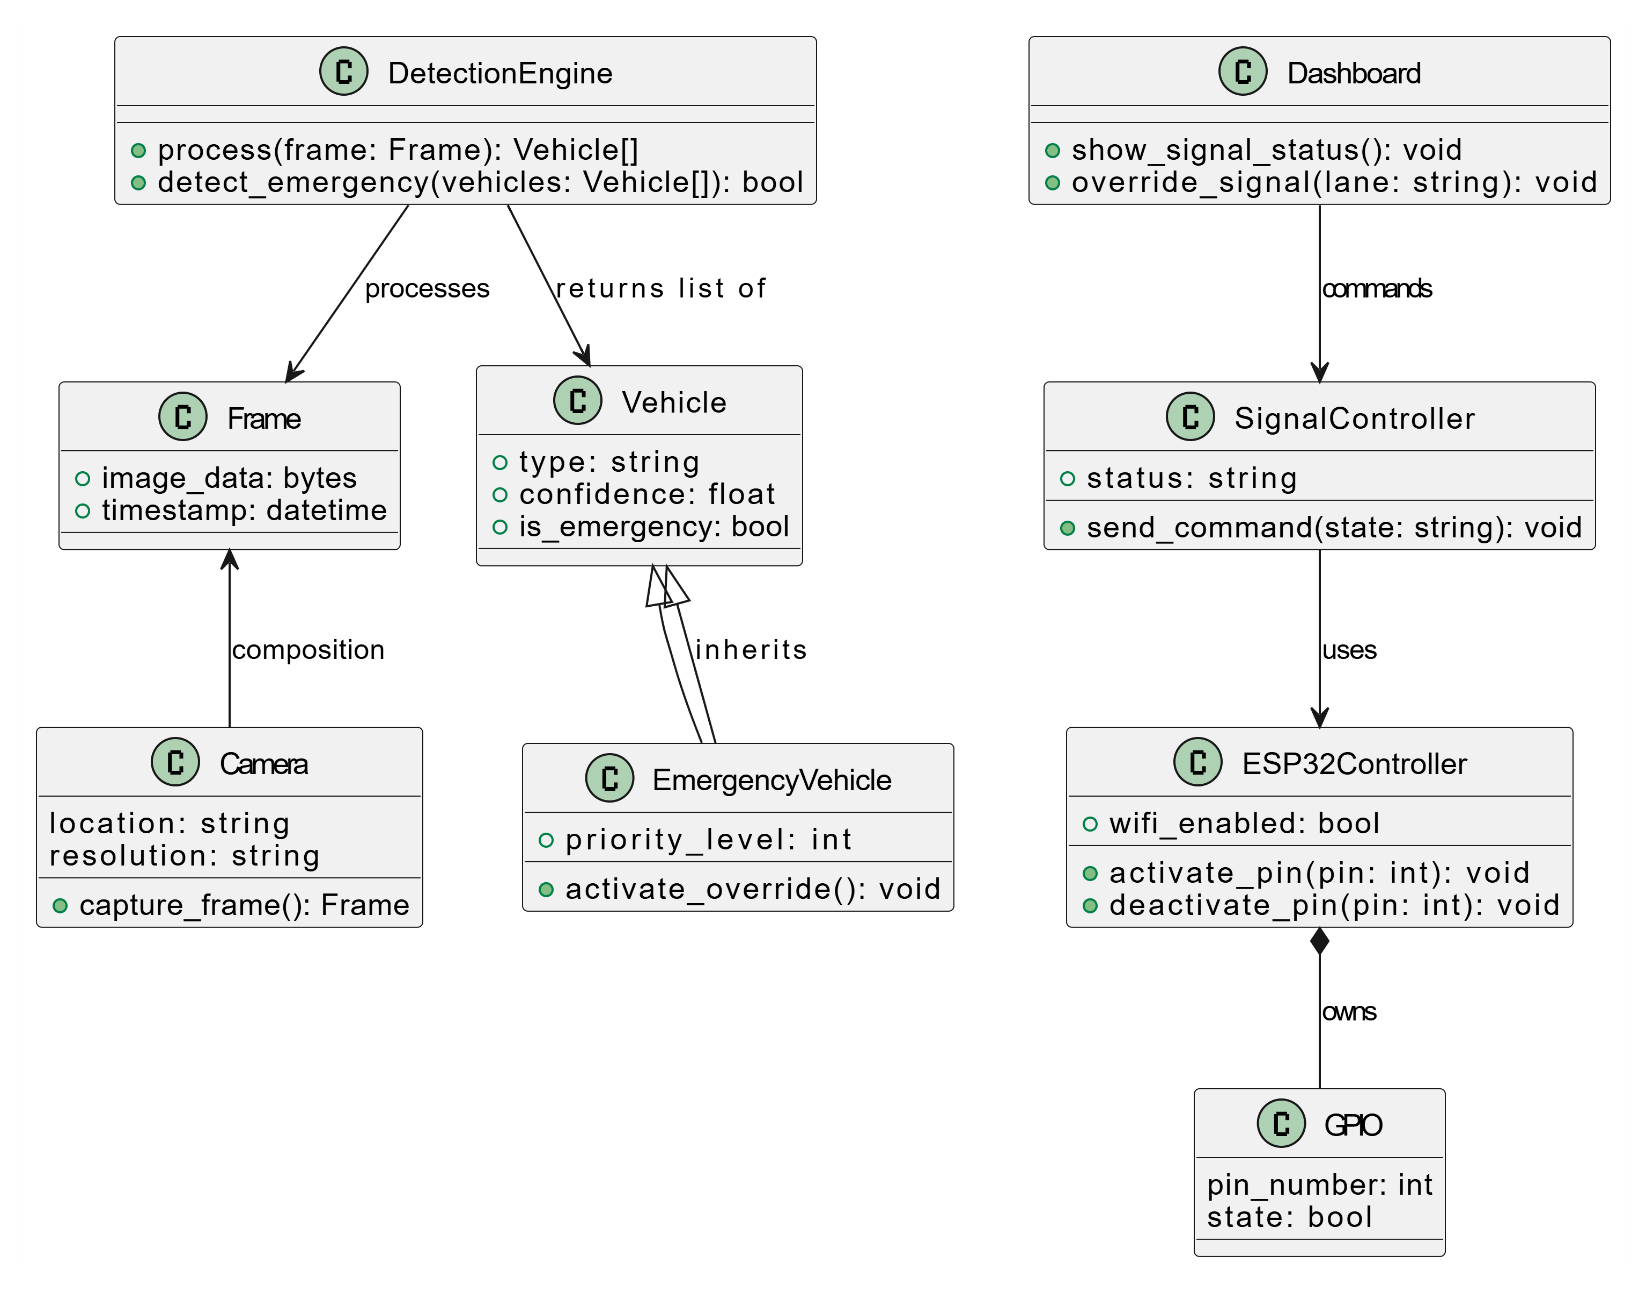 C DetectionEngine
process(frame: Frame): Vehicle[]
detect_emergency(vehicles: Vehicle[]): bool
C Dashboard
show_signal_status(): void
override_signal(lane: string): void
processes
returns list of
commands
C Frame
image_data: bytes
timestamp: datetime
C Vehicle
type: string
confidence: float
is_emergency: bool
C SignalController
status: string
send_command(state: string): void
composition
inherits
uses
C Camera
location: string
resolution: string
capture_frame(): Frame
C EmergencyVehicle
priority_level: int
activate_override(): void
C ESP32Controller
wifi_enabled: bool
activate_pin(pin: int): void
deactivate_pin(pin: int): void
owns
C GPIO
pin_number: int
state: bool